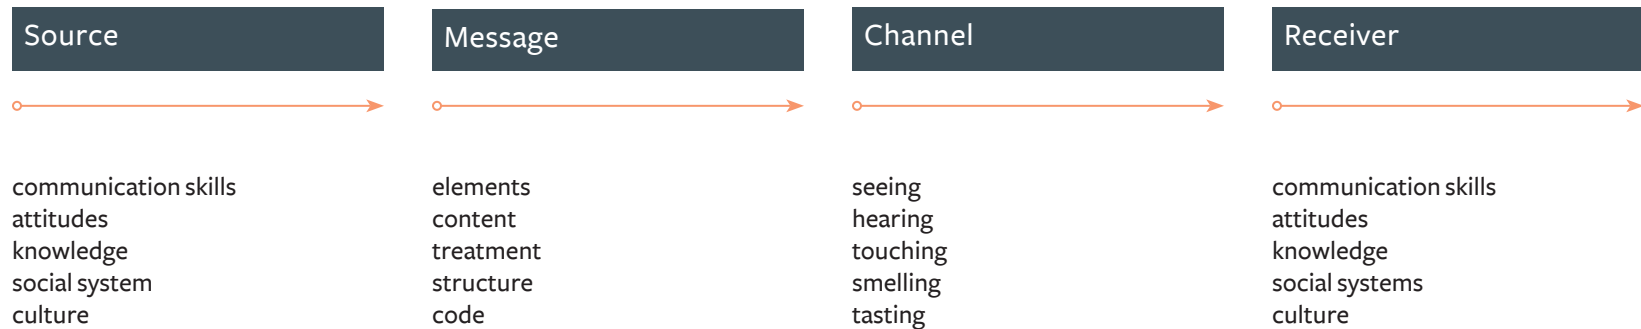 Source
communication skills
attitudes
knowledge
social system
culture
Message
elements
content
treatment
structure
code
Channel
seeing
hearing
touching
smelling
tasting
Receiver
communication skills
attitudes
knowledge
social systems
culture